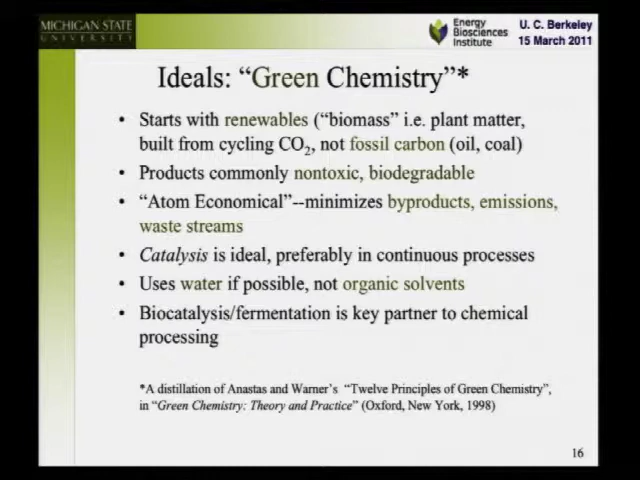 MICHIGAN STATE
UNIVERSITY
Energy
Biosciences
Institute
U. C. Berkeley
15 March 2011
Ideals: “Green Chemistry”*
• Starts with renewables (“biomass” i.e. plant matter,
built from cycling CO2, not fossil carbon (oil, coal)
• Products commonly nontoxic, biodegradable
• “Atom Economical”--minimizes byproducts, emissions,
waste streams
• Catalysis is ideal, preferably in continuous processes
• Uses water if possible, not organic solvents
• Biocatalysis/fermentation is key partner to chemical
processing
*A distillation of Anastas and Warner’s “Twelve Principles of Green Chemistry”,
in “Green Chemistry: Theory and Practice” (Oxford, New York, 1998)
16